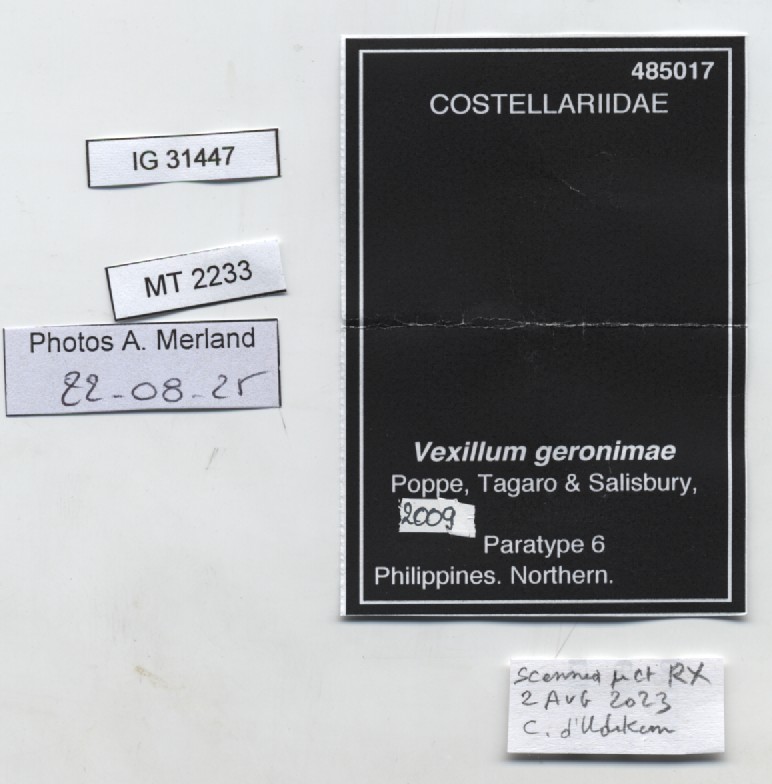 485017
COSTELLARIIDAE
IG 31447
MT 2233
Photos A. Merland
22-08-25
Vexillum geronimae
Poppe, Tagaro & Salisbury,
2009
Paratype 6
Philippines. Northern.
Scanned µct RX
2 AUG 2023
C. d'Udekem